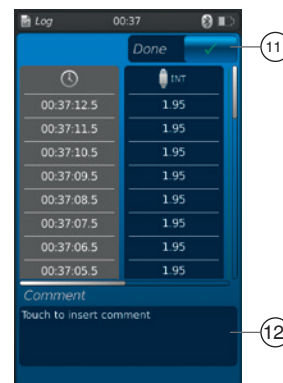 Log 00:37
Done
11
INT
00:37:12.5 1.95
00:37:11.5 1.95
00:37:10.5 1.95
00:37:09.5 1.95
00:37:08.5 1.95
00:37:07.5 1.95
00:37:06.5 1.95
00:37:05.5 1.95
Comment
Touch to insert comment
12